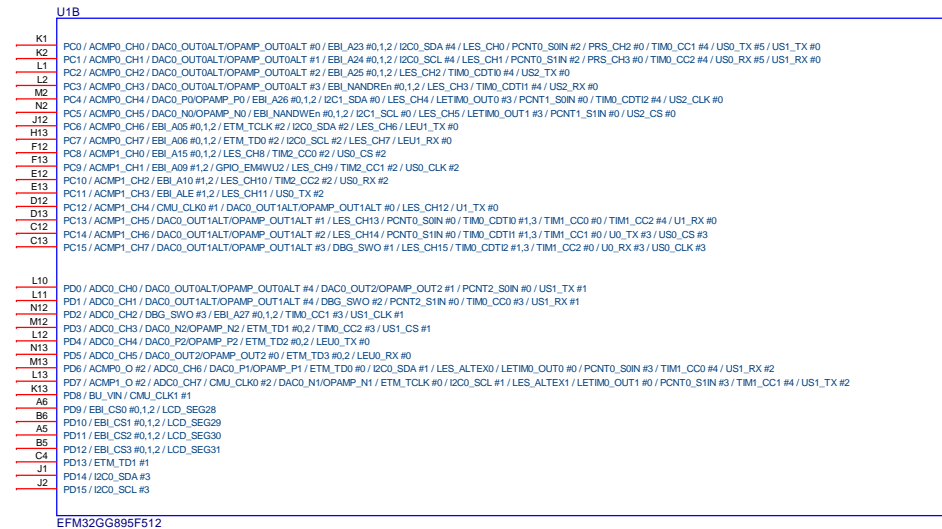 U1B
K1 PC0 / ACMP0_CH0 / DAC0_OUT0ALT/OPAMP_OUT0ALT #0 / EBI_A23 #0,1,2 / I2C0_SDA #4 / LES_CH0 / PCNT0_S0IN #2 / PRS_CH2 #0 / TIM0_CC1 #4 / US0_TX #5 / US1_TX #0
K2 PC1 / ACMP0_CH1 / DAC0_OUT0ALT/OPAMP_OUT0ALT #1 / EBI_A24 #0,1,2 / I2C0_SCL #4 / LES_CH1 / PCNT0_S1IN #2 / PRS_CH3 #0 / TIM0_CC2 #4 / US0_RX #5 / US1_RX #0
L1 PC2 / ACMP0_CH2 / DAC0_OUT0ALT/OPAMP_OUT0ALT #2 / EBI_A25 #0,1,2 / LES_CH2 / TIM0_CDTI0 #4 / US2_TX #0
L2 PC3 / ACMP0_CH3 / DAC0_OUT0ALT/OPAMP_OUT0ALT #3 / EBI_NANDREn #0,1,2 / LES_CH3 / TIM0_CDTI1 #4 / US2_RX #0
M2 PC4 / ACMP0_CH4 / DAC0_P0/OPAMP_P0 / EBI_A26 #0,1,2 / I2C1_SDA #0 / LES_CH4 / LETIM0_OUT0 #3 / PCNT1_S0IN #0 / TIM0_CDTI2 #4 / US2_CLK #0
N2 PC5 / ACMP0_CH5 / DAC0_N0/OPAMP_N0 / EBI_NANDWEn #0,1,2 / I2C1_SCL #0 / LES_CH5 / LETIM0_OUT1 #3 / PCNT1_S1IN #0 / US2_CS #0
J12 PC6 / ACMP0_CH6 / EBI_A05 #0,1,2 / ETM_TCLK #2 / I2C0_SDA #2 / LES_CH6 / LEU1_TX #0
H13 PC7 / ACMP0_CH7 / EBI_A06 #0,1,2 / ETM_TD0 #2 / I2C0_SCL #2 / LES_CH7 / LEU1_RX #0
F12 PC8 / ACMP1_CH0 / EBI_A15 #0,1,2 / LES_CH8 / TIM2_CC0 #2 / US0_CS #2
F13 PC9 / ACMP1_CH1 / EBI_A09 #1,2 / GPIO_EM4WU2 / LES_CH9 / TIM2_CC1 #2 / US0_CLK #2
E12 PC10 / ACMP1_CH2 / EBI_A10 #1,2 / LES_CH10 / TIM2_CC2 #2 / US0_RX #2
E13 PC11 / ACMP1_CH3 / EBI_ALE #1,2 / LES_CH11 / US0_TX #2
D12 PC12 / ACMP1_CH4 / CMU_CLK0 #1 / DAC0_OUT1ALT/OPAMP_OUT1ALT #0 / LES_CH12 / U1_TX #0
D13 PC13 / ACMP1_CH5 / DAC0_OUT1ALT/OPAMP_OUT1ALT #1 / LES_CH13 / PCNT0_S0IN #0 / TIM0_CDTI0 #1,3 / TIM1_CC0 #0 / TIM1_CC2 #4 / U1_RX #0
C12 PC14 / ACMP1_CH6 / DAC0_OUT1ALT/OPAMP_OUT1ALT #2 / LES_CH14 / PCNT0_S1IN #0 / TIM0_CDTI1 #1,3 / TIM1_CC1 #0 / U0_TX #3 / US0_CS #3
C13 PC15 / ACMP1_CH7 / DAC0_OUT1ALT/OPAMP_OUT1ALT #3 / DBG_SWO #1 / LES_CH15 / TIM0_CDTI2 #1,3 / TIM1_CC2 #0 / U0_RX #3 / US0_CLK #3
L10 PD0 / ADC0_CH0 / DAC0_OUT0ALT/OPAMP_OUT0ALT #4 / DAC0_OUT2/OPAMP_OUT2 #1 / PCNT2_S0IN #0 / US1_TX #1
L11 PD1 / ADC0_CH1 / DAC0_OUT1ALT/OPAMP_OUT1ALT #4 / DBG_SWO #2 / PCNT2_S1IN #0 / TIM0_CC0 #3 / US1_RX #1
N12 PD2 / ADC0_CH2 / DBG_SWO #3 / EBI_A27 #0,1,2 / TIM0_CC1 #3 / US1_CLK #1
M12 PD3 / ADC0_CH3 / DAC0_N2/OPAMP_N2 / ETM_TD1 #0,2 / TIM0_CC2 #3 / US1_CS #1
L12 PD4 / ADC0_CH4 / DAC0_P2/OPAMP_P2 / ETM_TD2 #0,2 / LEU0_TX #0
N13 PD5 / ADC0_CH5 / DAC0_OUT2/OPAMP_OUT2 #0 / ETM_TD3 #0,2 / LEU0_RX #0
M13 PD6 / ACMP0_O #2 / ADC0_CH6 / DAC0_P1/OPAMP_P1 / ETM_TD0 #0 / I2C0_SDA #1 / LES_ALTEX0 / LETIM0_OUT0 #0 / PCNT0_S0IN #3 / TIM1_CC0 #4 / US1_RX #2
L13 PD7 / ACMP1_O #2 / ADC0_CH7 / CMU_CLK0 #2 / DAC0_N1/OPAMP_N1 / ETM_TCLK #0 / I2C0_SCL #1 / LES_ALTEX1 / LETIM0_OUT1 #0 / PCNT0_S1IN #3 / TIM1_CC1 #4 / US1_TX #2
K13 PD8 / BU_VIN / CMU_CLK1 #1
A6 PD9 / EBI_CS0 #0,1,2 / LCD_SEG28
B6 PD10 / EBI_CS1 #0,1,2 / LCD_SEG29
A5 PD11 / EBI_CS2 #0,1,2 / LCD_SEG30
B5 PD12 / EBI_CS3 #0,1,2 / LCD_SEG31
C4 PD13 / ETM_TD1 #1
J1 PD14 / I2C0_SDA #3
J2 PD15 / I2C0_SCL #3
EFM32GG895F512